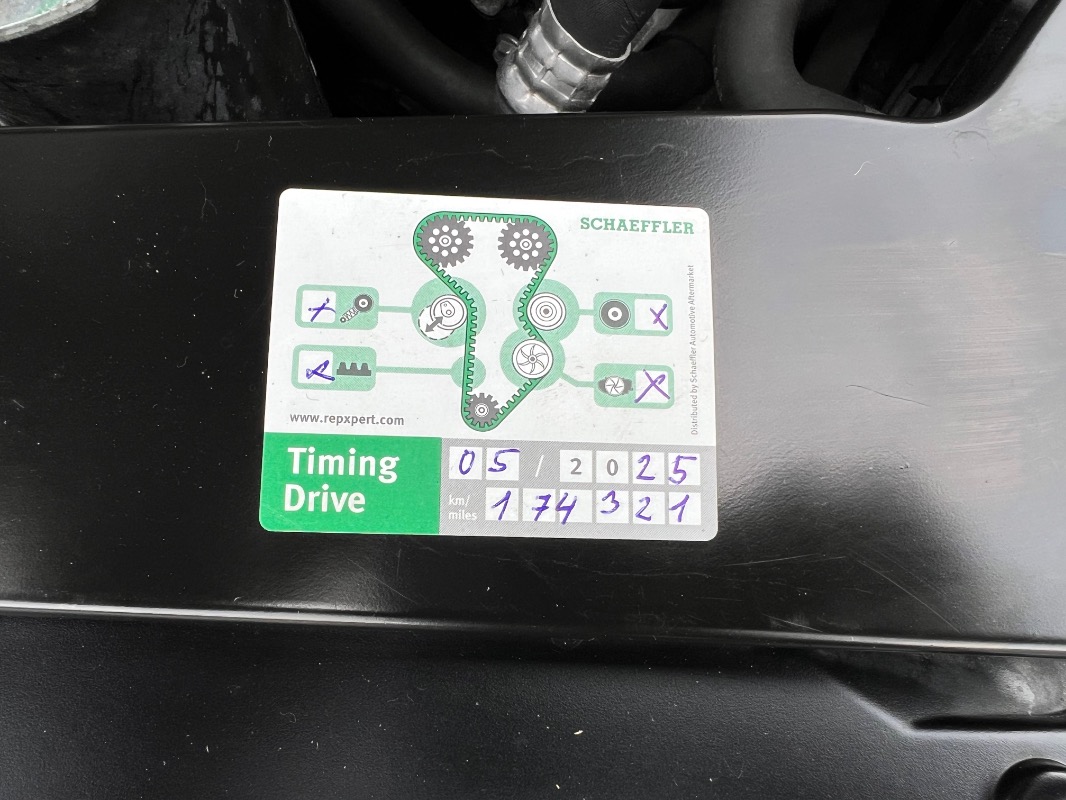 SCHAEFFLER
x x
x x
www.repxpert.com
Distributed by Schaeffler Automotive Aftermarket
Timing
Drive
05 / 2025
km/
miles
174321